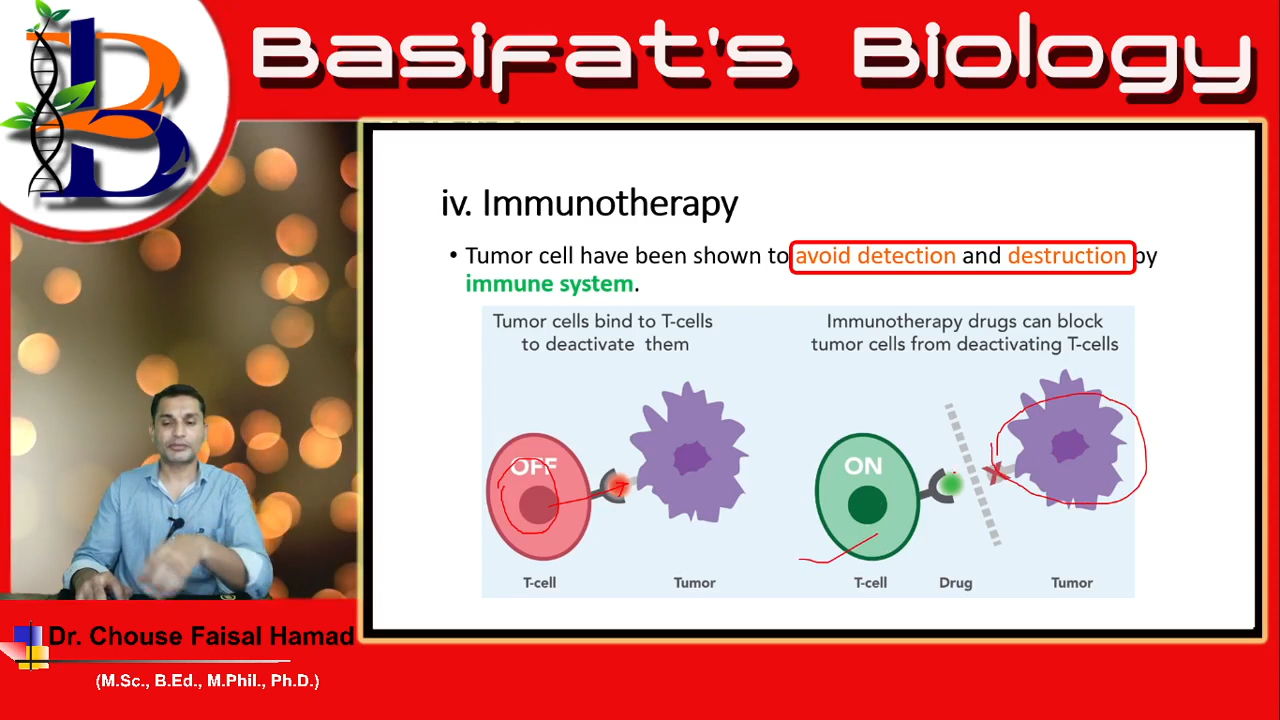 Basifat's Biology
iv. Immunotherapy
• Tumor cell have been shown to avoid detection and destruction by
immune system.
Tumor cells bind to T-cells
to deactivate them
Immunotherapy drugs can block
tumor cells from deactivating T-cells
OFF
ON
T-cell
Tumor
T-cell
Drug
Tumor
Dr. Chouse Faisal Hamad
(M.Sc., B.Ed., M.Phil., Ph.D.)